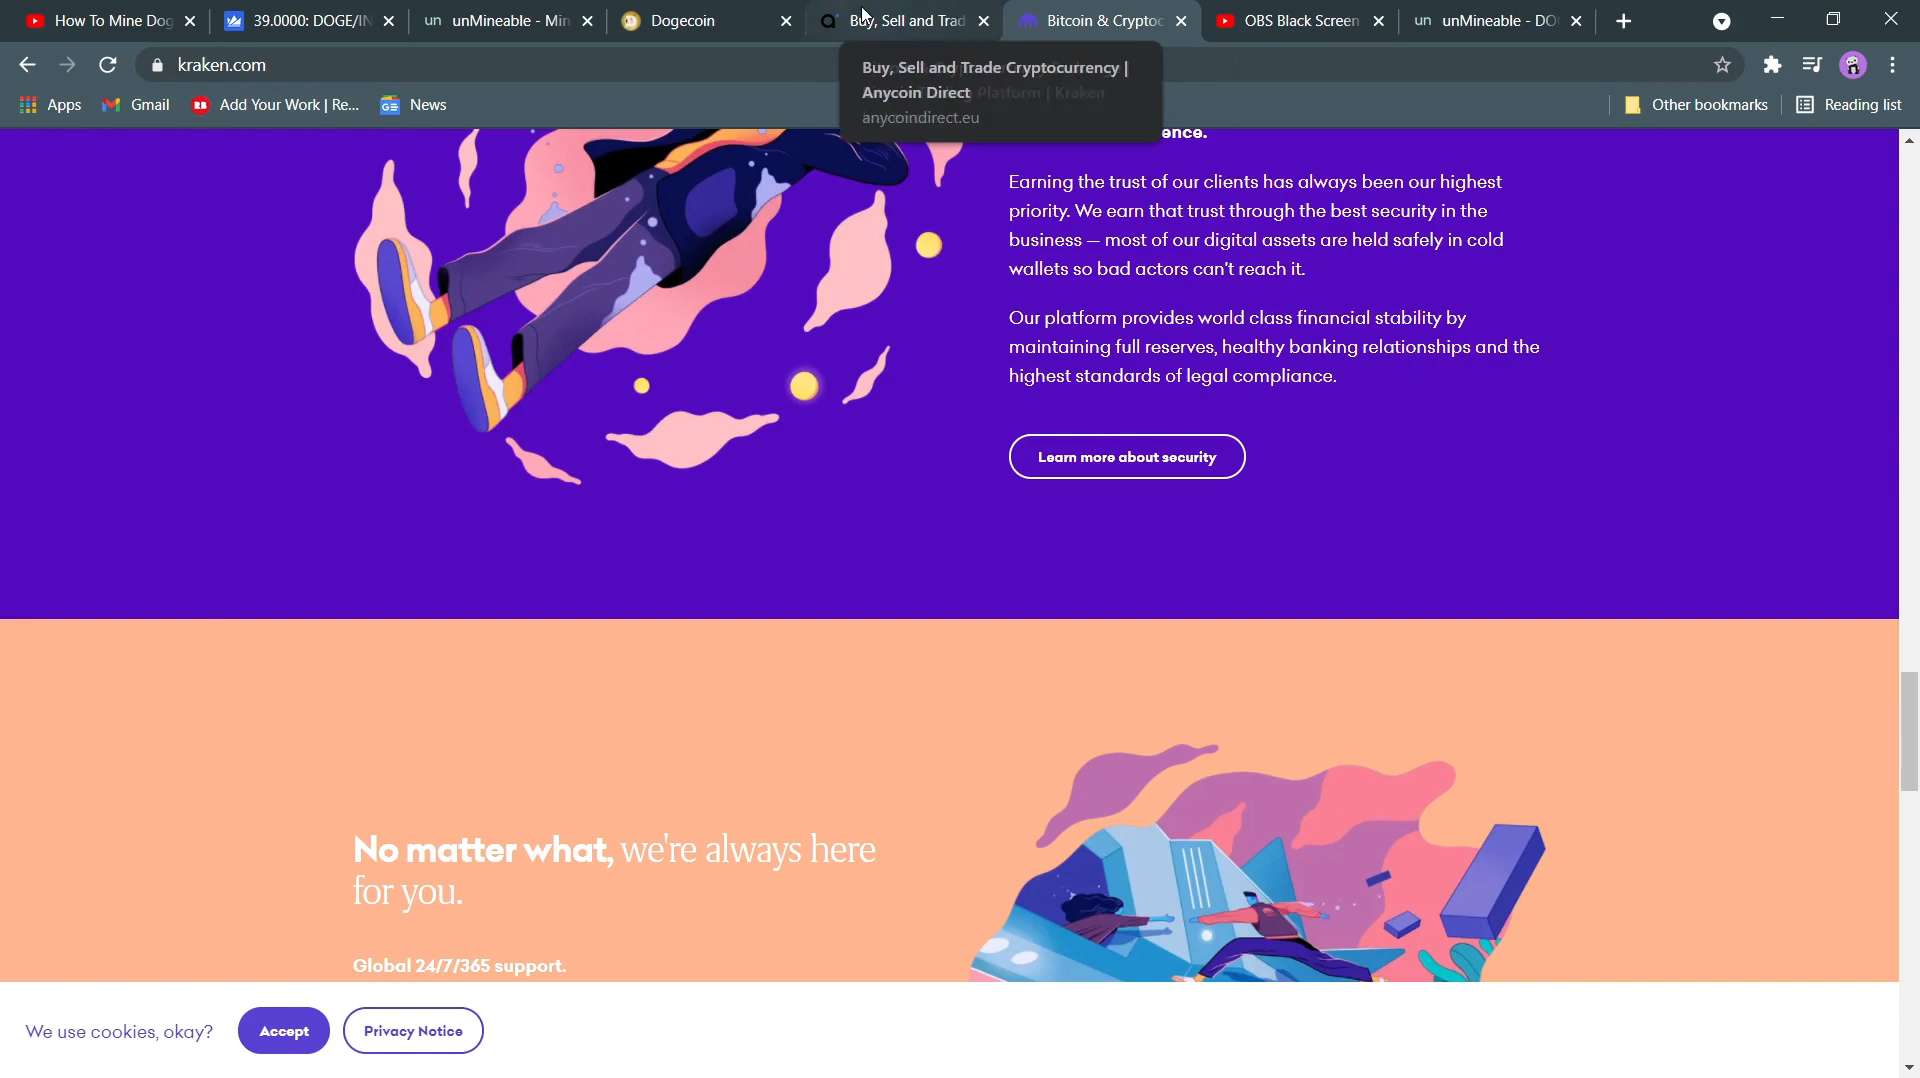 How To Mine Dog
39.0000: DOGE/IN
un unMineable - Min
Dogecoin
Buy, Sell and Trad
Bitcoin & Cryptoc
OBS Black Screen
un unMineable - DO
kraken.com
Apps
Gmail
Add Your Work | Re...
News
Other bookmarks
Reading list
Buy, Sell and Trade Cryptocurrency |
Anycoin Direct
Platform | Kraken
anycoindirect.eu
ence.
Earning the trust of our clients has always been our highest
priority. We earn that trust through the best security in the
business — most of our digital assets are held safely in cold
wallets so bad actors can't reach it.
Our platform provides world class financial stability by
maintaining full reserves, healthy banking relationships and the
highest standards of legal compliance.
Learn more about security
No matter what, we're always here
for you.
Global 24/7/365 support.
We use cookies, okay?
Accept
Privacy Notice